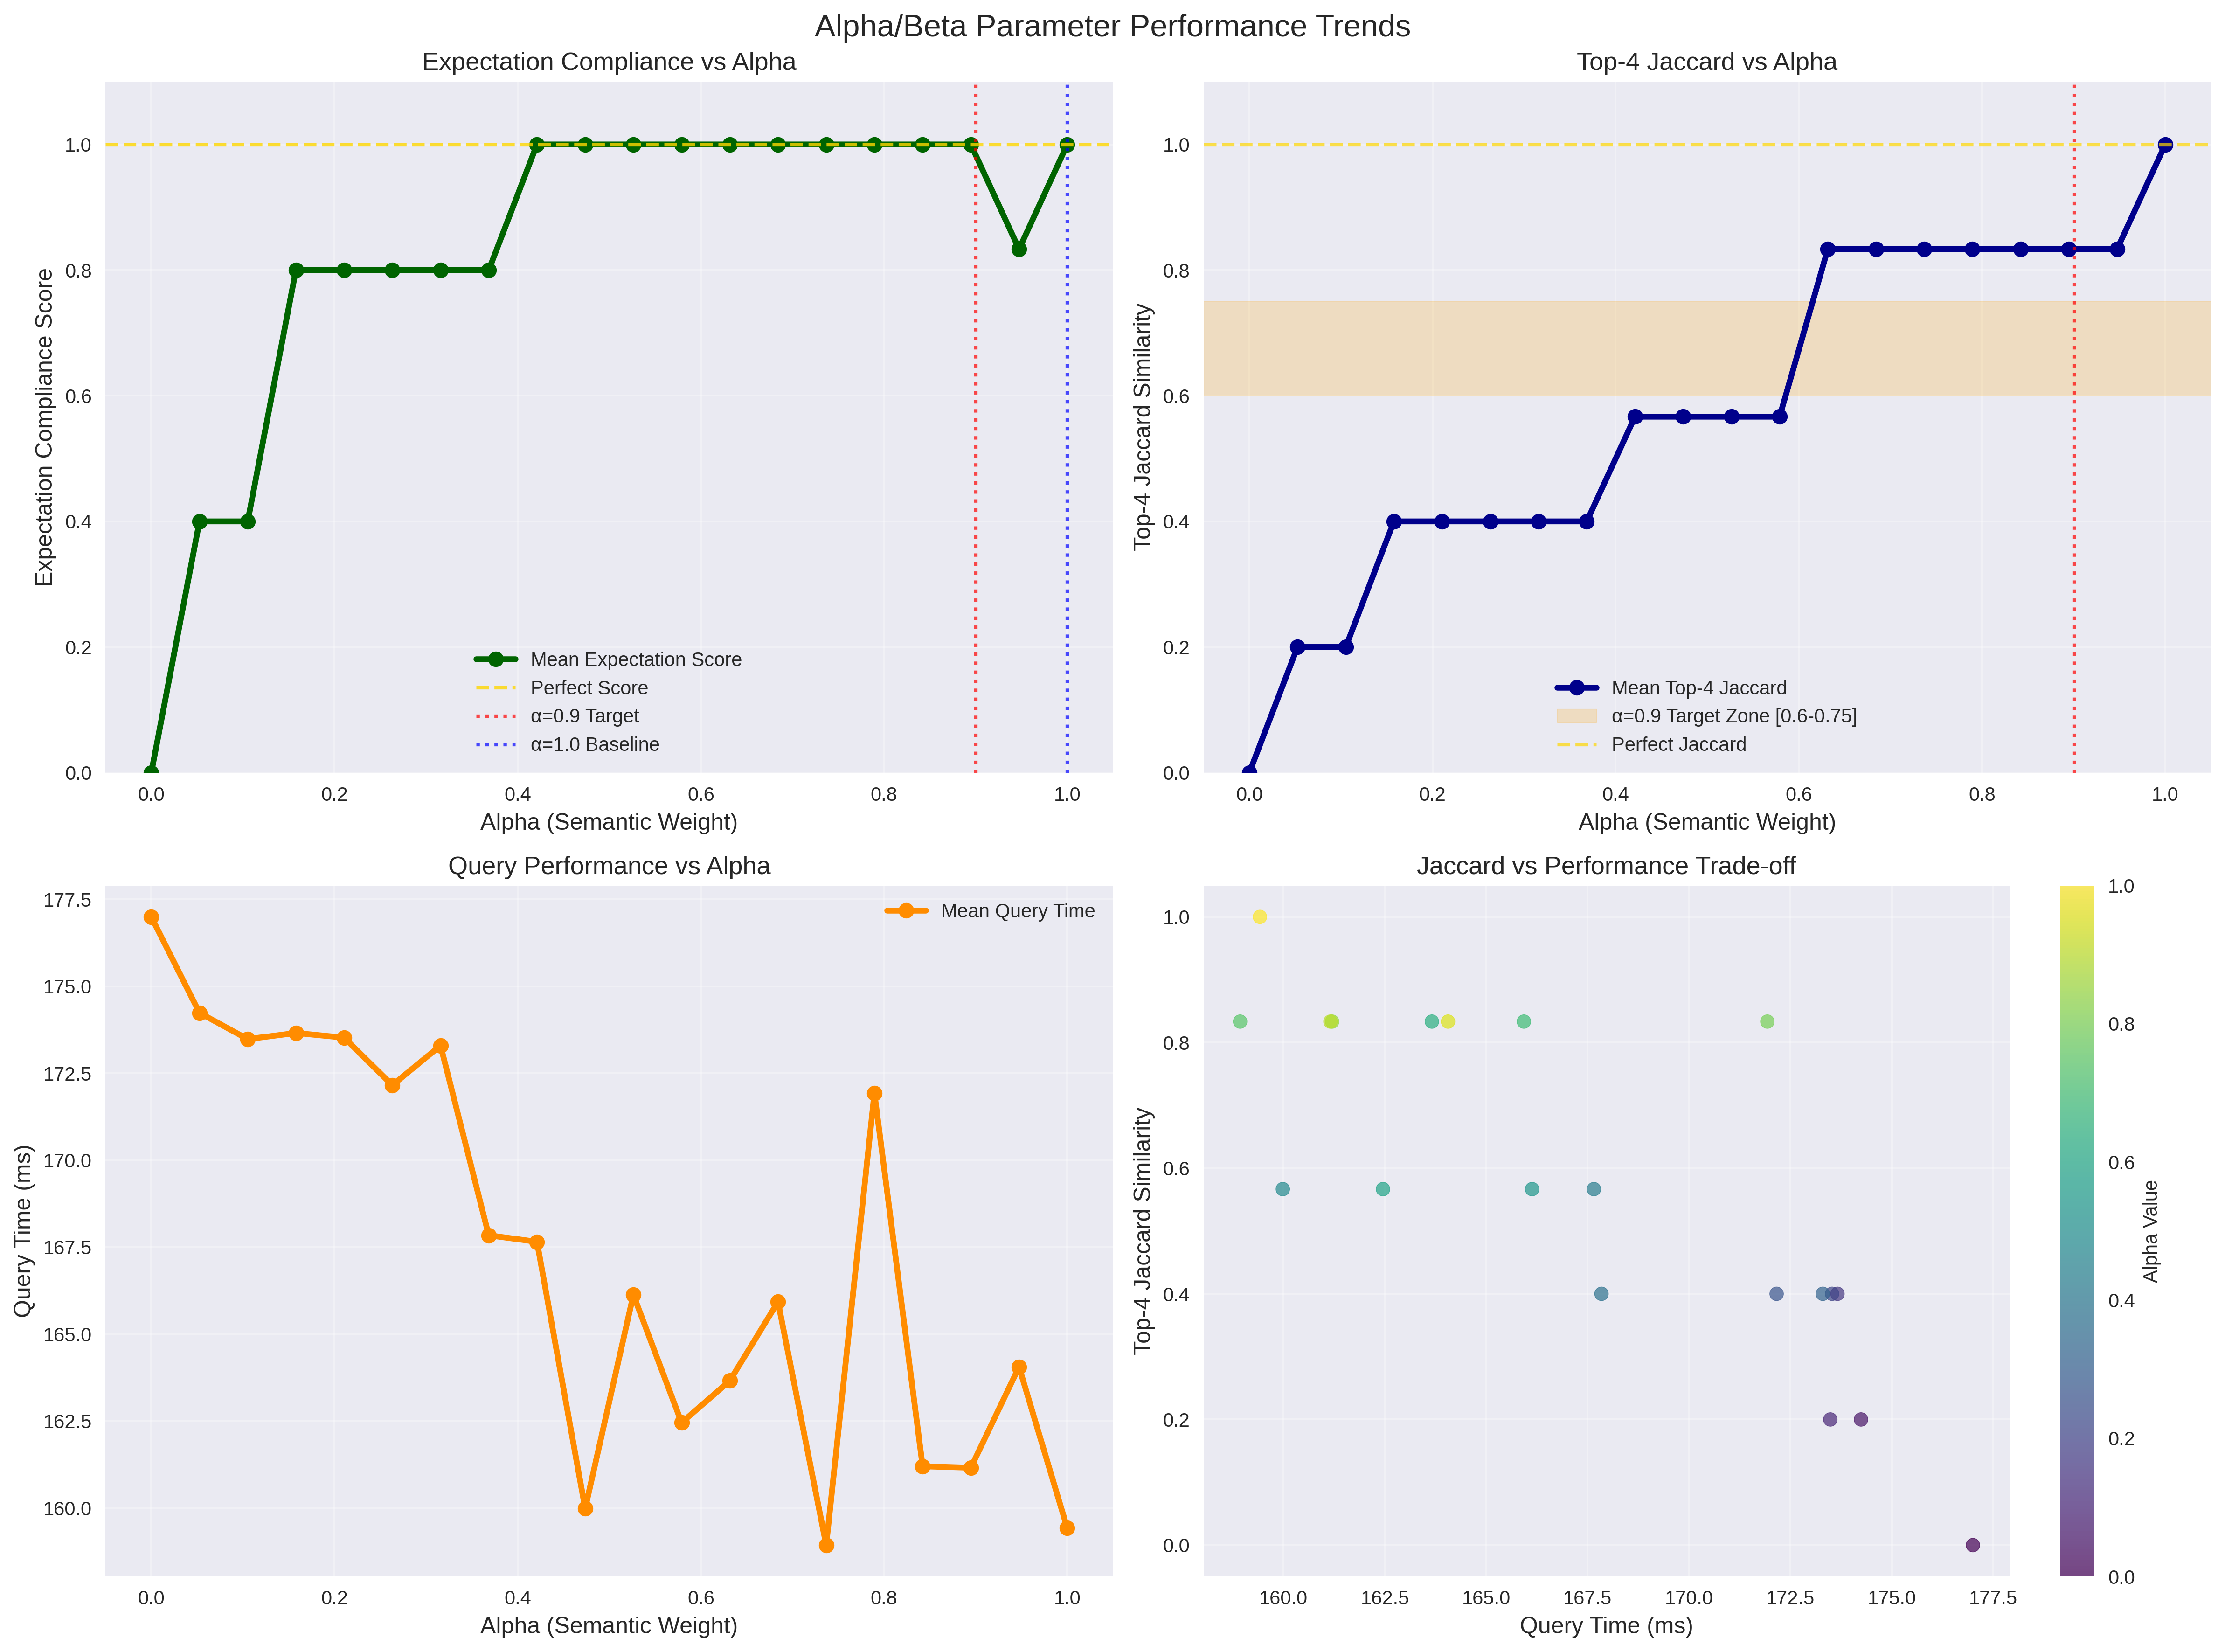 Alpha/Beta Parameter Performance Trends
Expectation Compliance vs Alpha
Expectation Compliance Score
1.0
0.8
0.6
0.4
0.2
0.0
Mean Expectation Score
Perfect Score
α=0.9 Target
α=1.0 Baseline
0.0 0.2 0.4 0.6 0.8 1.0
Alpha (Semantic Weight)
Top-4 Jaccard vs Alpha
Top-4 Jaccard Similarity
1.0
0.8
0.6
0.4
0.2
0.0
Mean Top-4 Jaccard
α=0.9 Target Zone [0.6-0.75]
Perfect Jaccard
0.0 0.2 0.4 0.6 0.8 1.0
Alpha (Semantic Weight)
Query Performance vs Alpha
Query Time (ms)
177.5
175.0
172.5
170.0
167.5
165.0
162.5
160.0
Mean Query Time
0.0 0.2 0.4 0.6 0.8 1.0
Alpha (Semantic Weight)
Jaccard vs Performance Trade-off
Top-4 Jaccard Similarity
1.0
0.8
0.6
0.4
0.2
0.0
160.0 162.5 165.0 167.5 170.0 172.5 175.0 177.5
Query Time (ms)
1.0
0.8
0.6
0.4
0.2
0.0
Alpha Value